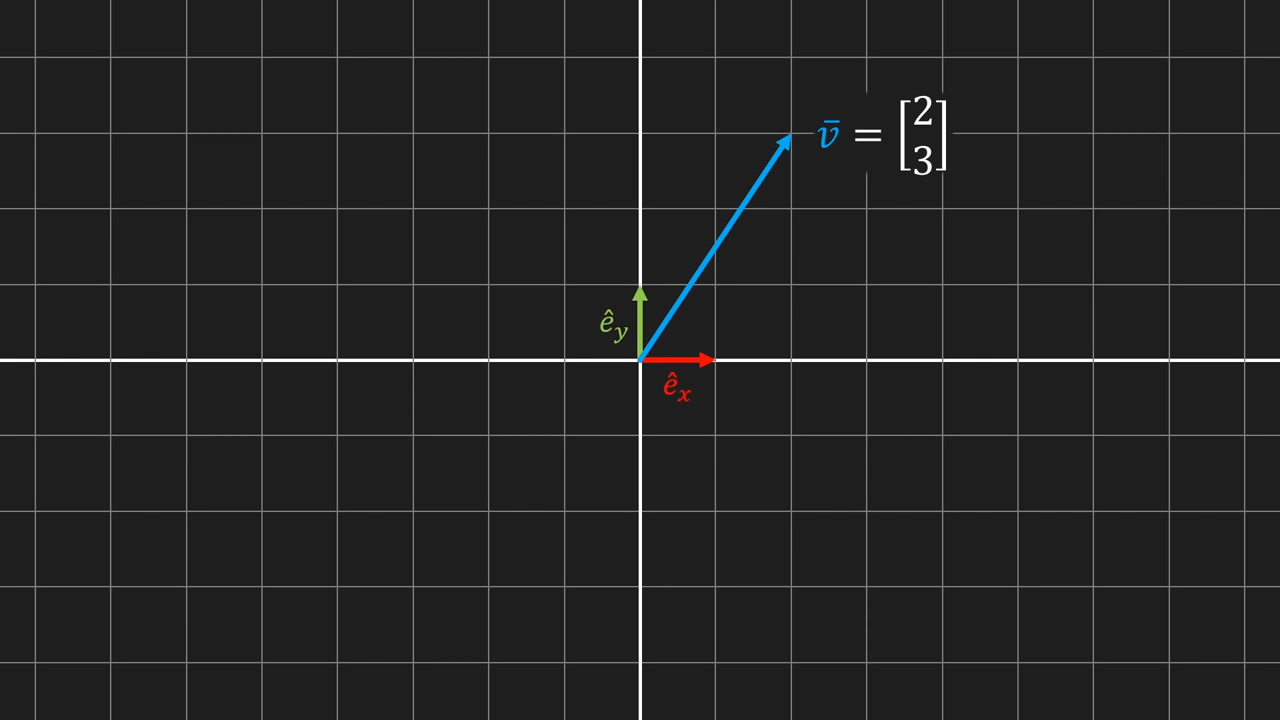 v̄ = [2
3]
ê_y
ê_x